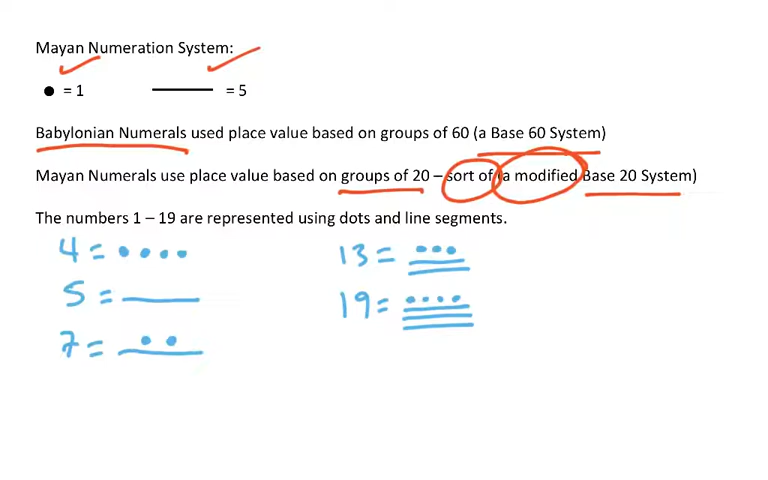 Mayan Numeration System:
= 1 = 5
Babylonian Numerals used place value based on groups of 60 (a Base 60 System)
Mayan Numerals use place value based on groups of 20 – sort of (a modified Base 20 System)
The numbers 1 – 19 are represented using dots and line segments.
4 =
5 =
7 =
13 =
19 =